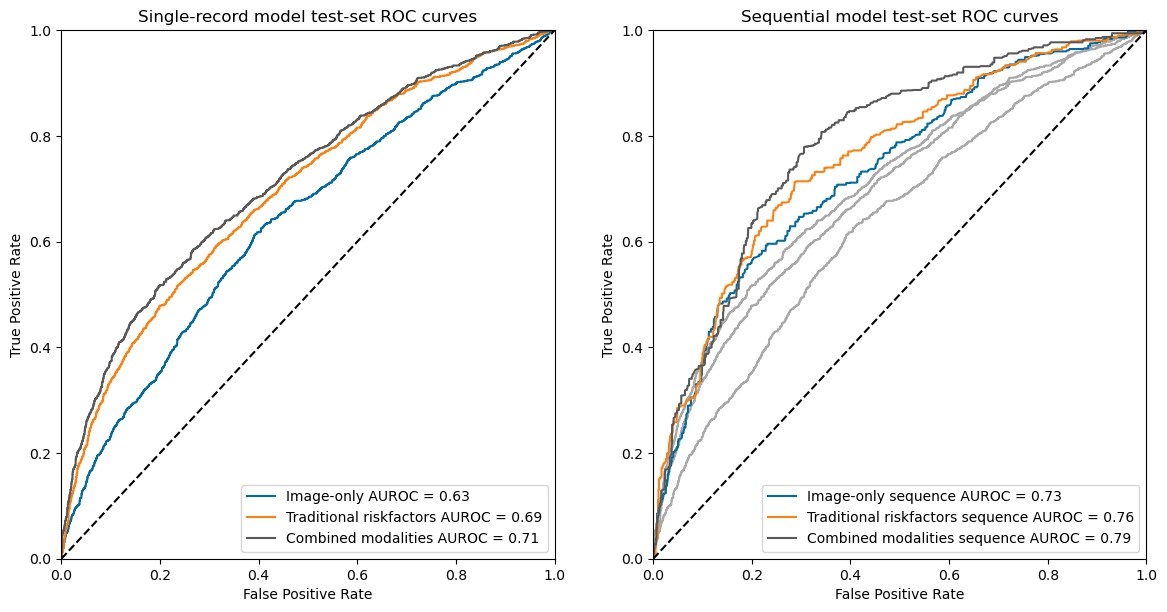 Single-record model test-set ROC curves
1.0
0.8
0.6
0.4
0.2
0.0
True Positive Rate
Image-only AUROC = 0.63
Traditional riskfactors AUROC = 0.69
Combined modalities AUROC = 0.71
0.0 0.2 0.4 0.6 0.8 1.0
False Positive Rate
Sequential model test-set ROC curves
1.0
0.8
0.6
0.4
0.2
0.0
True Positive Rate
Image-only sequence AUROC = 0.73
Traditional riskfactors sequence AUROC = 0.76
Combined modalities sequence AUROC = 0.79
0.0 0.2 0.4 0.6 0.8 1.0
False Positive Rate